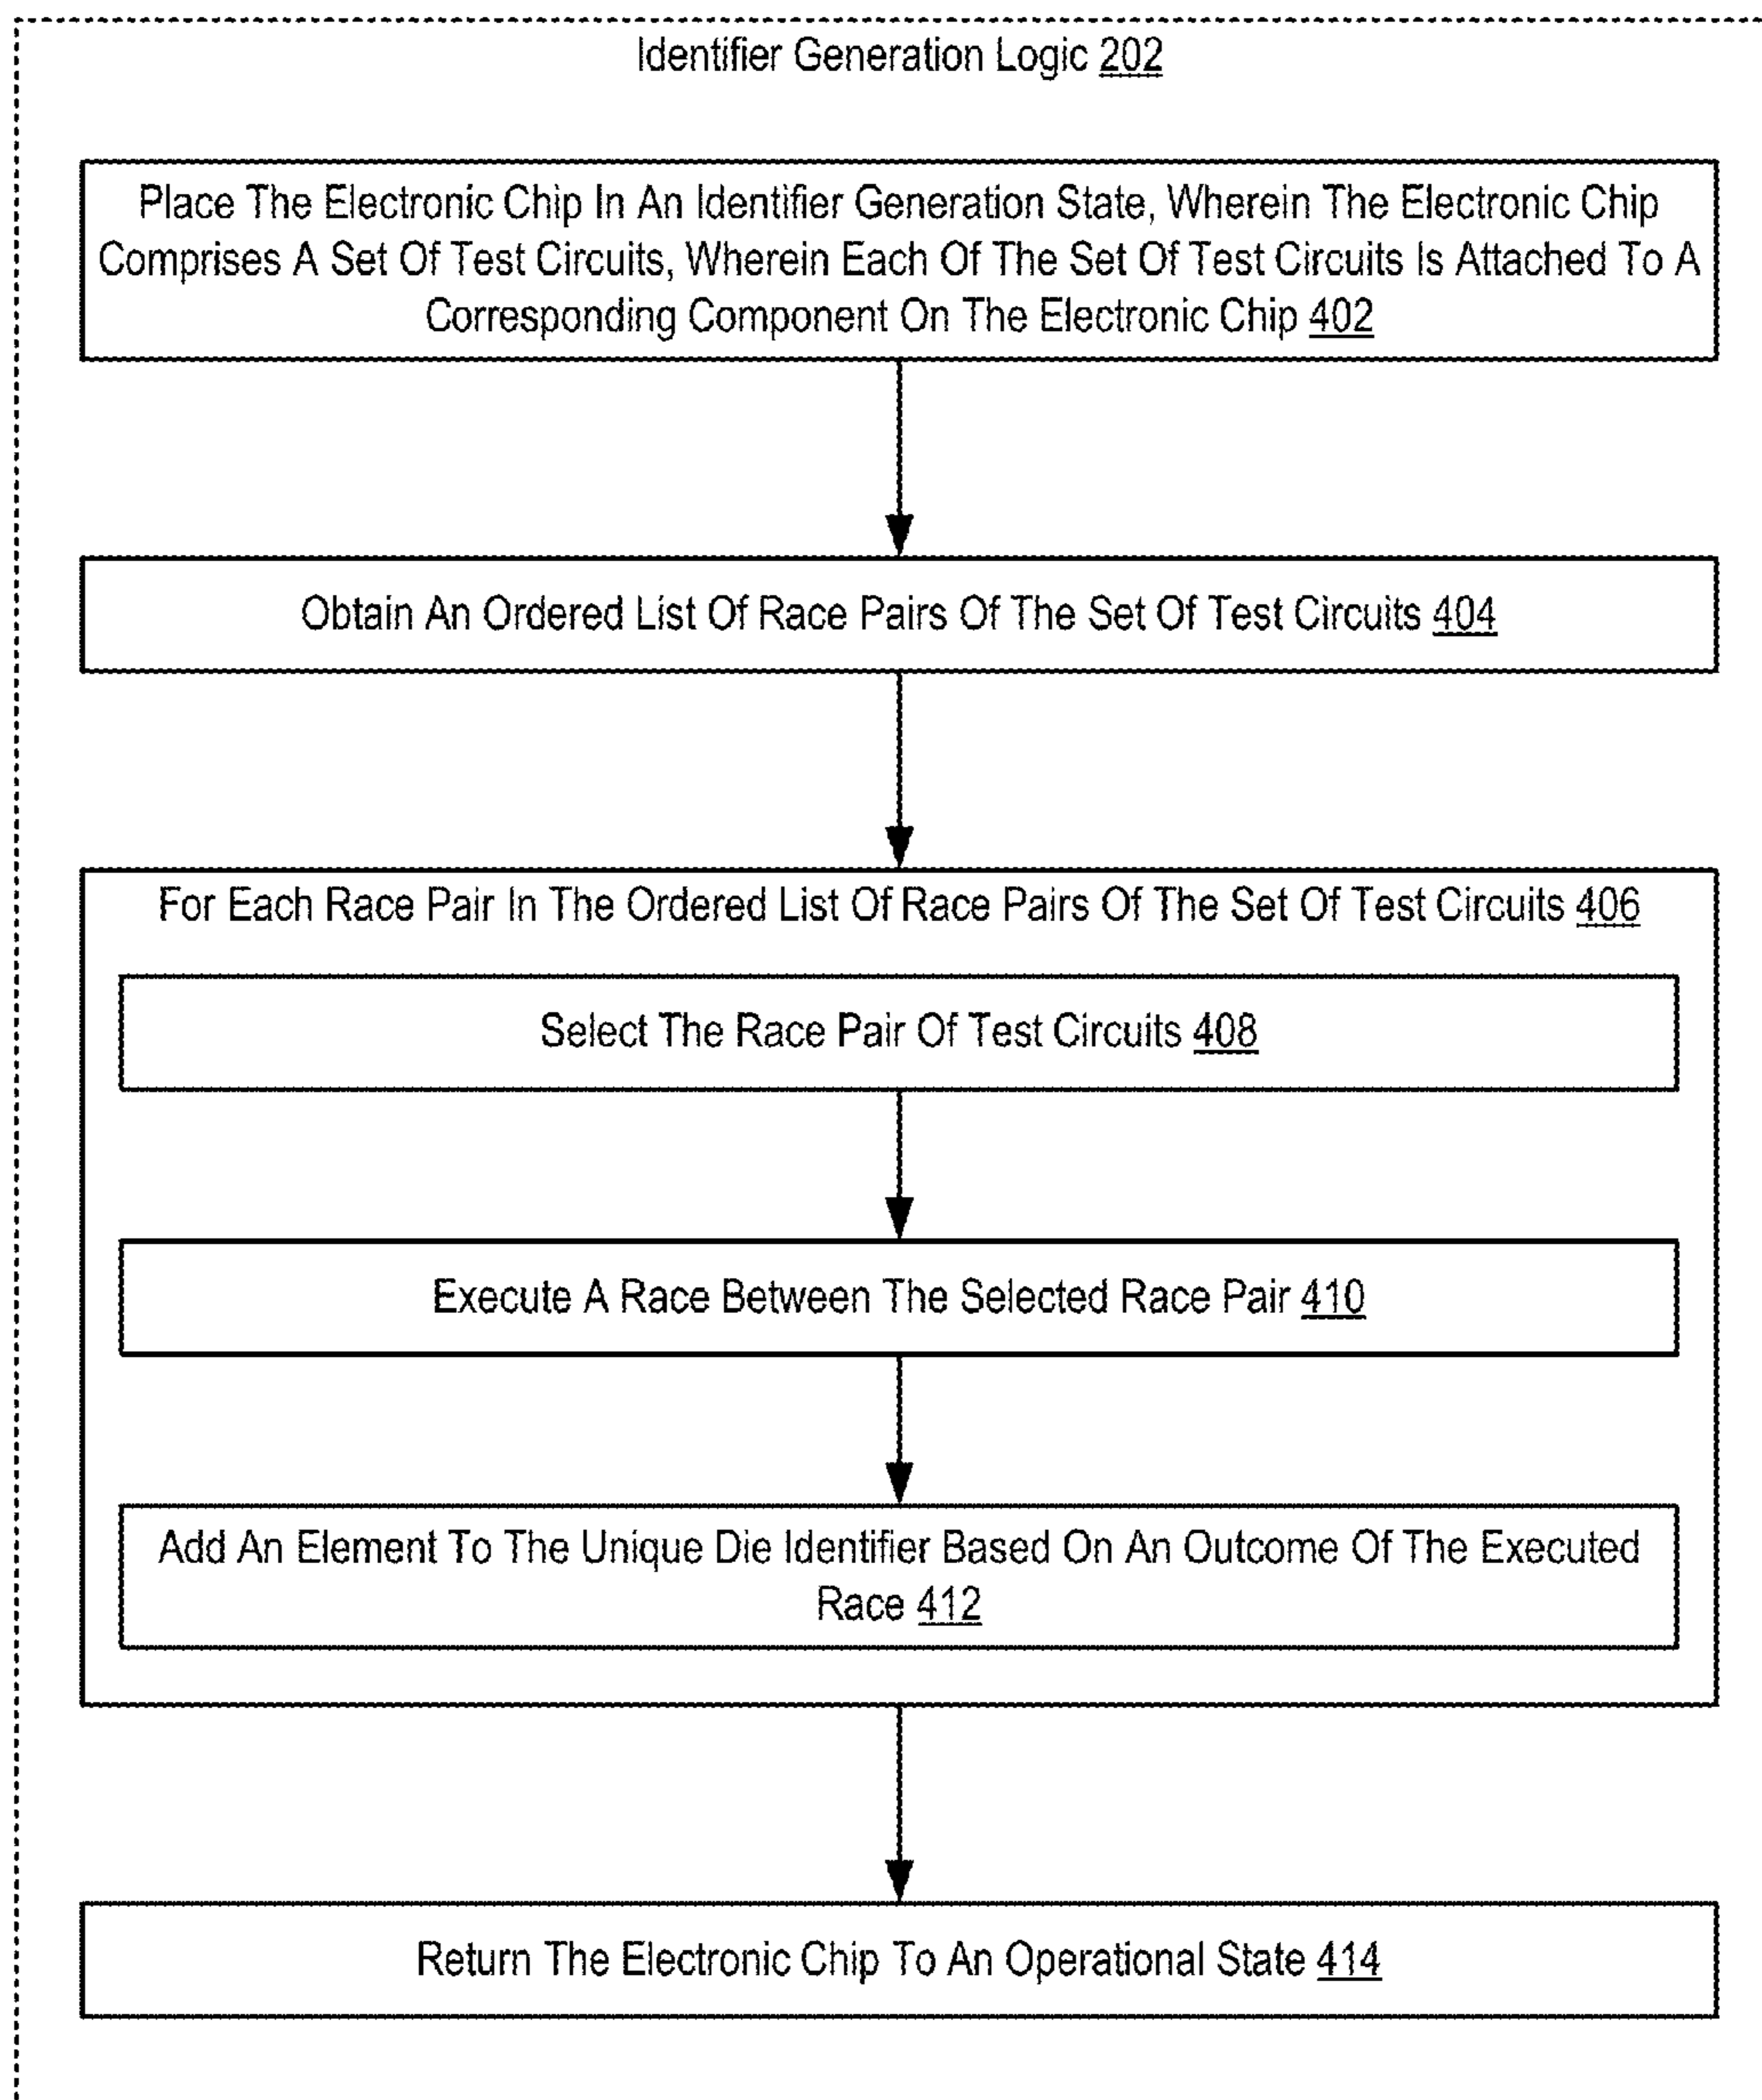 Identifier Generation Logic 202
Place The Electronic Chip In An Identifier Generation State, Wherein The Electronic Chip
Comprises A Set Of Test Circuits, Wherein Each Of The Set Of Test Circuits Is Attached To A
Corresponding Component On The Electronic Chip 402
Obtain An Ordered List Of Race Pairs Of The Set Of Test Circuits 404
For Each Race Pair In The Ordered List Of Race Pairs Of The Set Of Test Circuits 406
Select The Race Pair Of Test Circuits 408
Execute A Race Between The Selected Race Pair 410
Add An Element To The Unique Die Identifier Based On An Outcome Of The Executed
Race 412
Return The Electronic Chip To An Operational State 414